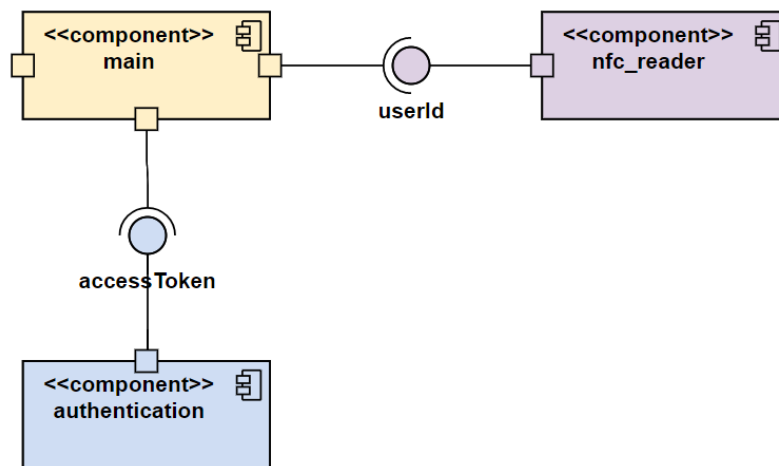 <<component>>
main
<<component>>
nfc_reader
userId
accessToken
<<component>>
authentication